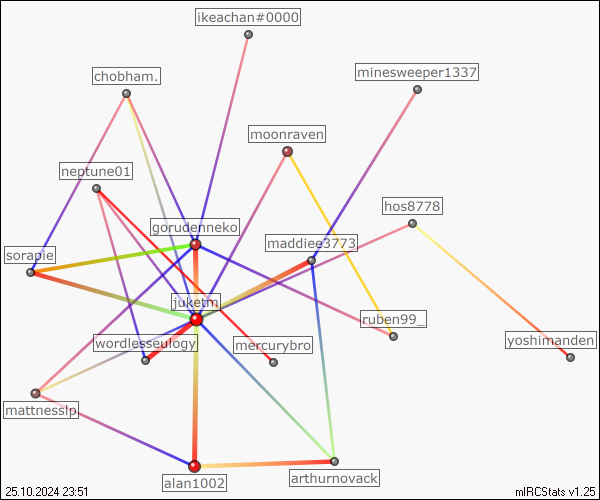 ikeachan#0000
minesweeper1337
chobham.
moonraven
neptune01
hos8778
gorudenneko
maddiee3773
sorapie
jukezm
ruben99_
wordlesseulogy
mercurybro
yoshimanden
mattnesslp
arthurnovack
alan1002
25.10.2024 23:51
mIRCStats v1.25